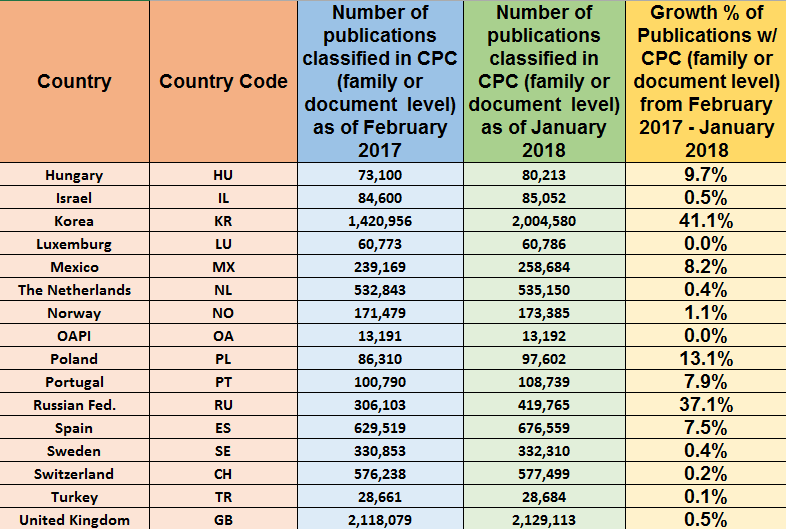 Country Country Code Number of publications classified in CPC (family or document level) as of February 2017 Number of publications classified in CPC (family or document level) as of January 2018 Growth % of Publications w/ CPC (family or document level) from February 2017 - January 2018
Hungary HU 73,100 80,213 9.7%
Israel IL 84,600 85,052 0.5%
Korea KR 1,420,956 2,004,580 41.1%
Luxemburg LU 60,773 60,786 0.0%
Mexico MX 239,169 258,684 8.2%
The Netherlands NL 532,843 535,150 0.4%
Norway NO 171,479 173,385 1.1%
OAPI OA 13,191 13,192 0.0%
Poland PL 86,310 97,602 13.1%
Portugal PT 100,790 108,739 7.9%
Russian Fed. RU 306,103 419,765 37.1%
Spain ES 629,519 676,559 7.5%
Sweden SE 330,853 332,310 0.4%
Switzerland CH 576,238 577,499 0.2%
Turkey TR 28,661 28,684 0.1%
United Kingdom GB 2,118,079 2,129,113 0.5%